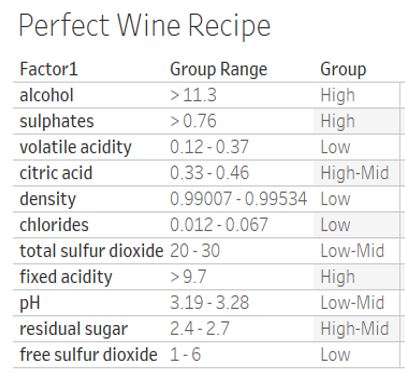 Perfect Wine Recipe
Factor1 Group Range Group
alcohol >11.3 High
sulphates >0.76 High
volatile acidity 0.12 - 0.37 Low
citric acid 0.33 - 0.46 High-Mid
density 0.99007 - 0.99534 Low
chlorides 0.012 - 0.067 Low
total sulfur dioxide 20 - 30 Low-Mid
fixed acidity >9.7 High
pH 3.19 - 3.28 Low-Mid
residual sugar 2.4 - 2.7 High-Mid
free sulfur dioxide 1 - 6 Low